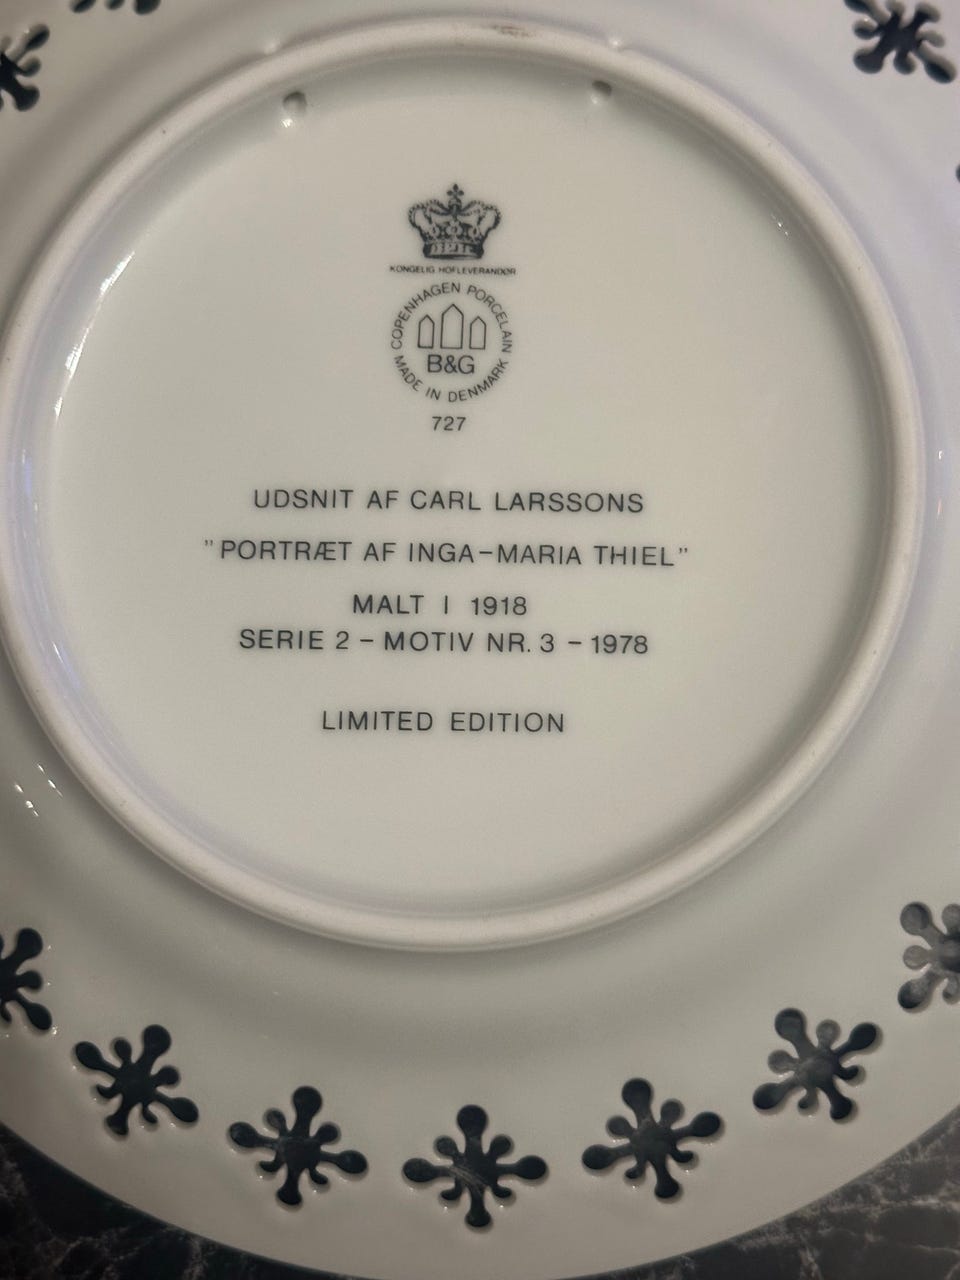 KONGELIG HOFLEVERANDØR
COPENHAGEN PORCELAIN
B&G
MADE IN DENMARK
727
UDSNIT AF CARL LARSSONS
"PORTRÆT AF INGA-MARIA THIEL"
MALT I 1918
SERIE 2 - MOTIV NR. 3 - 1978
LIMITED EDITION